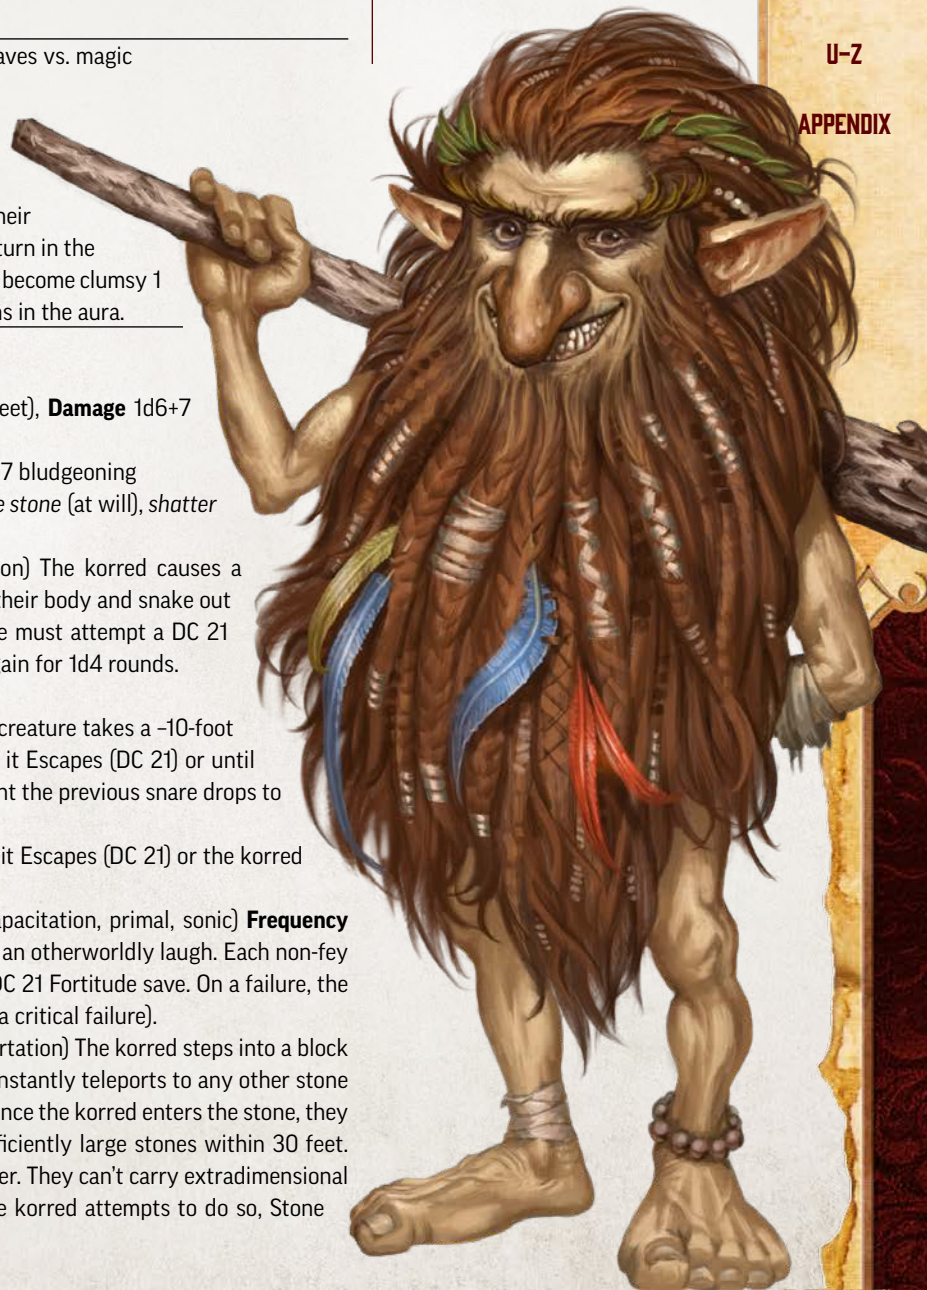 U–Z
APPENDIX
aves vs. magic
heir
turn in the
become clumsy 1
ns in the aura.
eet), Damage 1d6+7
7 bludgeoning
e stone (at will), shatter
on) The korred causes a
their body and snake out
e must attempt a DC 21
gain for 1d4 rounds.
creature takes a –10-foot
it Escapes (DC 21) or until
nt the previous snare drops to
it Escapes (DC 21) or the korred
apacitation, primal, sonic) Frequency
an otherworldly laugh. Each non-fey
DC 21 Fortitude save. On a failure, the
a critical failure).
rtation) The korred steps into a block
nstantly teleports to any other stone
nce the korred enters the stone, they
ficiently large stones within 30 feet.
er. They can’t carry extradimensional
e korred attempts to do so, Stone